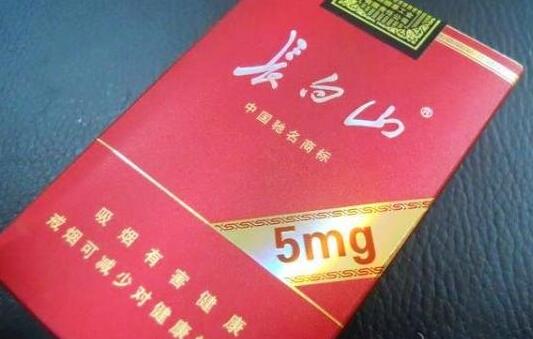 长白山®
中国驰名商标
5mg
吸烟有害健康
戒烟可减少对健康